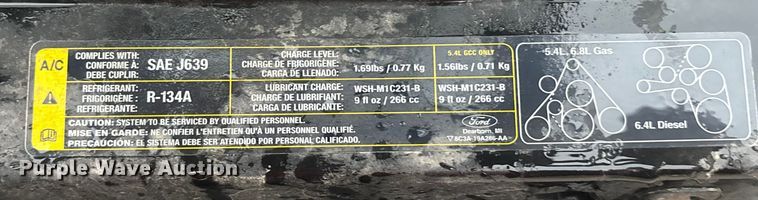 A/C
COMPLIES WITH:
CONFORME A:
DEBE CUPLIR:
SAE J639
CHARGE LEVEL:
CHARGE DE FRIGORIGÈNE:
CARGA DE LLENADO:
1.69lbs / 0.77 Kg
5.4L GCC ONLY
1.56lbs / 0.71 Kg
REFRIGERANT:
FRIGORIGÈNE:
REFRIGERANTE:
R-134A
LUBRICANT CHARGE:
CHARGE DE LUBRIFIANT:
CARGA DE LUBRICANTE:
WSH-M1C231-B
9 fl oz / 266 cc
WSH-M1C231-B
9 fl oz / 266 cc
CAUTION: SYSTEM TO BE SERVICED BY QUALIFIED PERSONNEL.
MISE EN GARDE: NE CONFIER L'ENTRETIEN QU'À UN PERSONNEL QUALIFIÉ.
PRECAUCIÓN: EL SISTEMA DEBE SER ATENDIDO POR PERSONAL CALIFICADO.
Ford
Dearborn, MI
8C3A-19A286-AA
5.4L, 6.8L Gas
6.4L Diesel
Purple Wave Auction